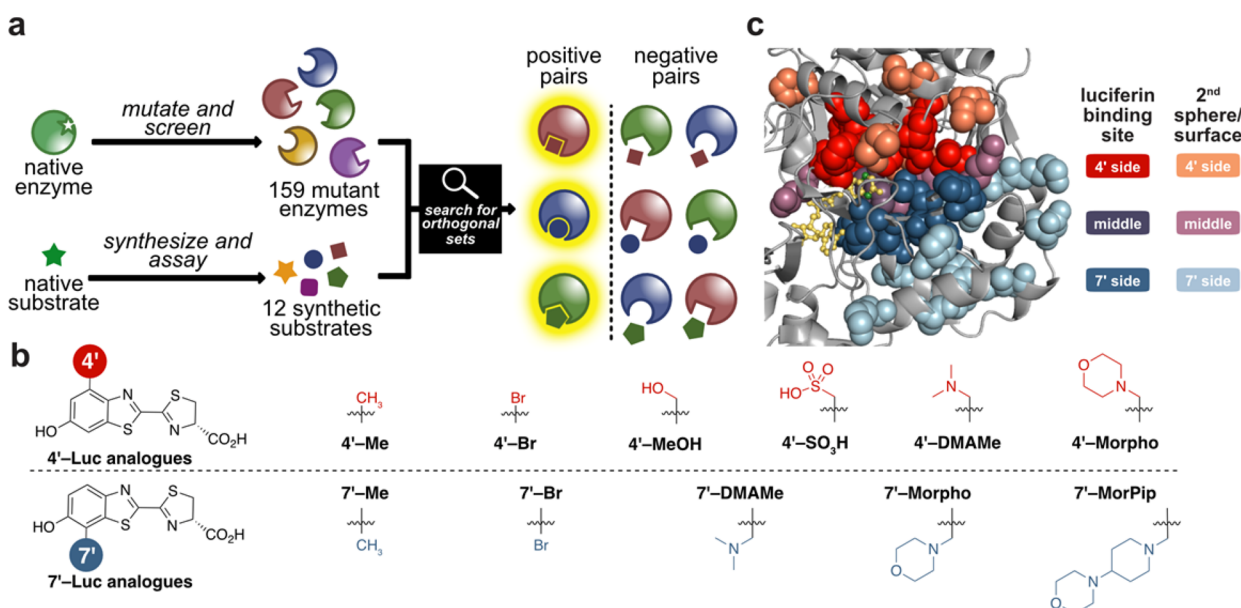 a
native
enzyme
mutate and
screen
159 mutant
enzymes
native
substrate
synthesize and
assay
12 synthetic
substrates
search for
orthogonal
sets
positive
pairs
negative
pairs
c
luciferin
binding
site
2nd
sphere/
surface
4' side
4' side
middle
middle
7' side
7' side
b
4'
N
S
HO
S
N
CO2H
4'–Luc analogues
CH3
4'–Me
Br
4'–Br
HO
4'–MeOH
O O
HO S
4'–SO3H
N
4'–DMAMe
O
N
4'–Morpho
N
S
HO
S
N
CO2H
7'
7'–Luc analogues
7'–Me
CH3
7'–Br
Br
7'–DMAMe
N
7'–Morpho
N
O
7'–MorPip
N
N
O